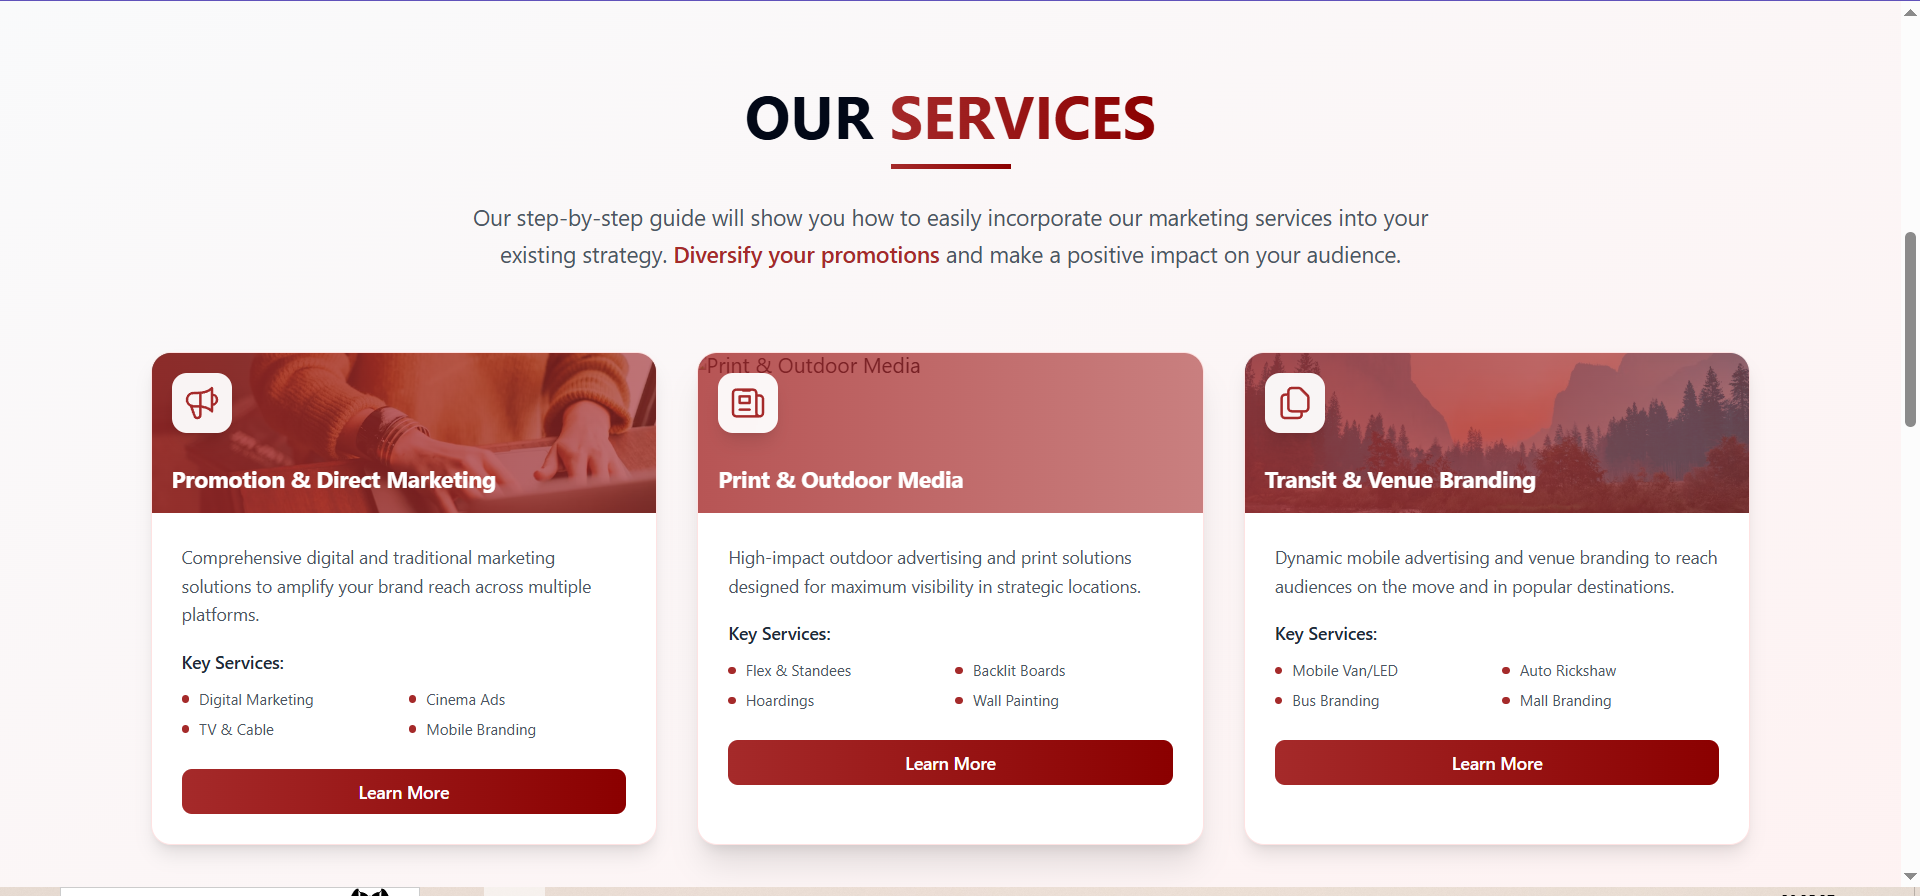 OUR SERVICES
Our step-by-step guide will show you how to easily incorporate our marketing services into your
existing strategy. Diversify your promotions and make a positive impact on your audience.
Promotion & Direct Marketing
Comprehensive digital and traditional marketing
solutions to amplify your brand reach across multiple
platforms.
Key Services:
Digital Marketing
Cinema Ads
TV & Cable
Mobile Branding
Learn More
Print & Outdoor Media
Print & Outdoor Media
High-impact outdoor advertising and print solutions
designed for maximum visibility in strategic locations.
Key Services:
Flex & Standees
Backlit Boards
Hoardings
Wall Painting
Learn More
Transit & Venue Branding
Dynamic mobile advertising and venue branding to reach
audiences on the move and in popular destinations.
Key Services:
Mobile Van/LED
Auto Rickshaw
Bus Branding
Mall Branding
Learn More